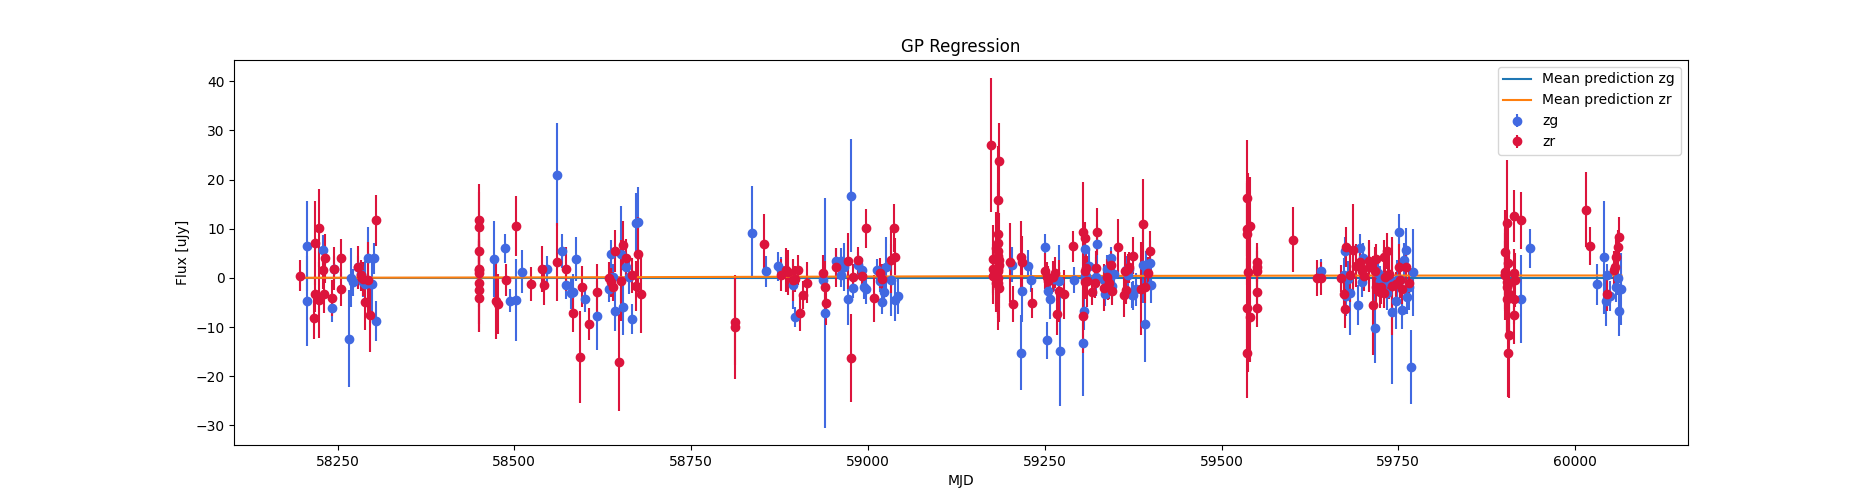 GP Regression
Mean prediction zg
Mean prediction zr
zg
zr
Flux [uJy]
40
30
20
10
0
−10
−20
−30
58250 58500 58750 59000 59250 59500 59750 60000
MJD